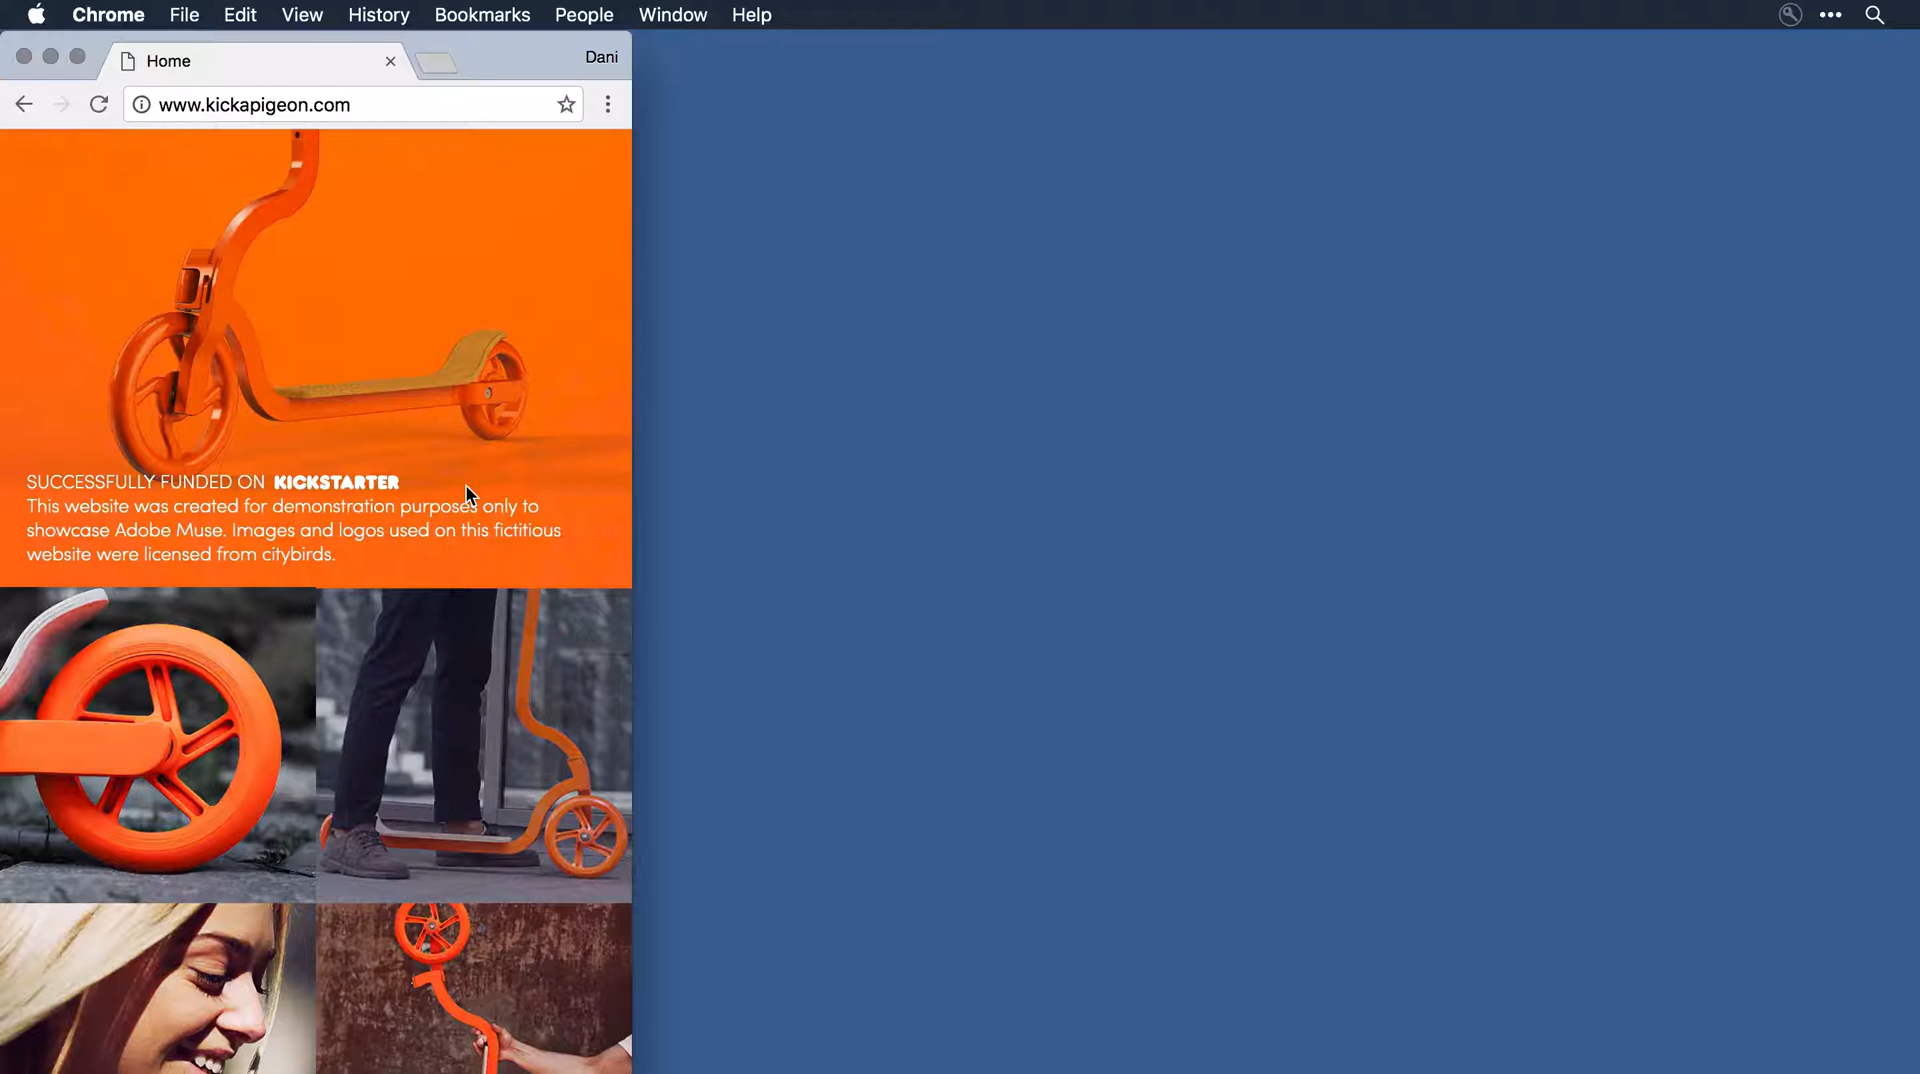 Chrome File Edit View History Bookmarks People Window Help
Home
Dani
www.kickapigeon.com
SUCCESSFULLY FUNDED ON KICKSTARTER
This website was created for demonstration purposes only to
showcase Adobe Muse. Images and logos used on this fictitious
website were licensed from citybirds.